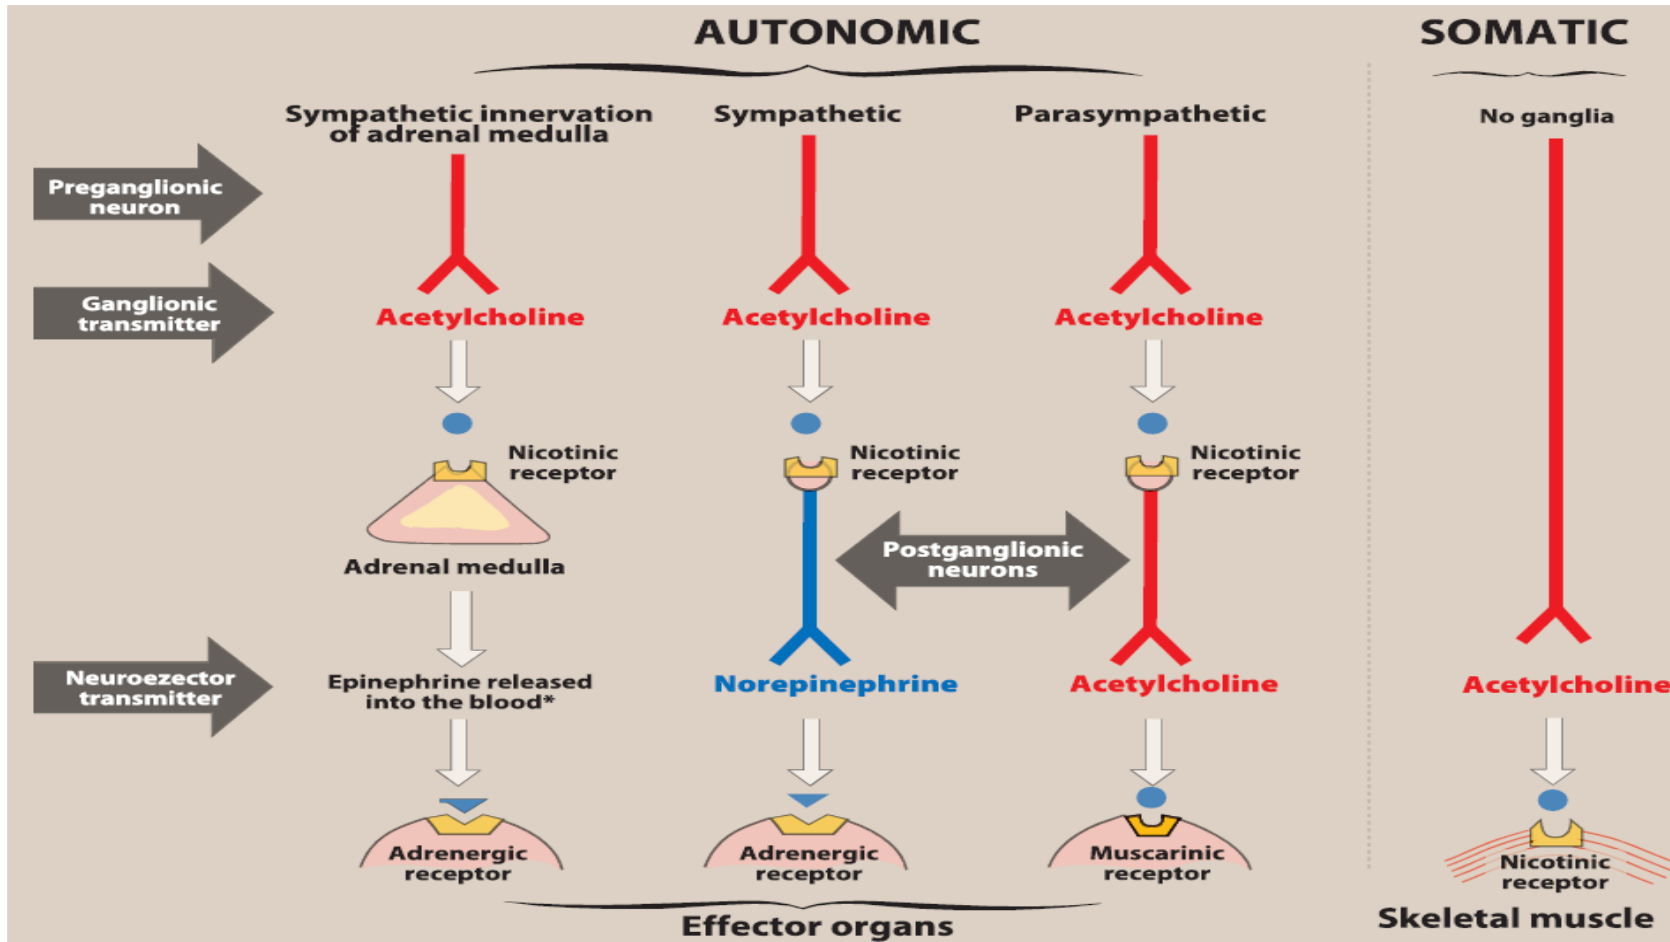 AUTONOMIC
SOMATIC
Sympathetic innervation
of adrenal medulla
Sympathetic
Parasympathetic
No ganglia
Preganglionic
neuron
Ganglionic
transmitter
Acetylcholine
Acetylcholine
Acetylcholine
Nicotinic
receptor
Nicotinic
receptor
Nicotinic
receptor
Adrenal medulla
Postganglionic
neurons
Neuroezector
transmitter
Epinephrine released
into the blood*
Norepinephrine
Acetylcholine
Acetylcholine
Adrenergic
receptor
Adrenergic
receptor
Muscarinic
receptor
Nicotinic
receptor
Effector organs
Skeletal muscle